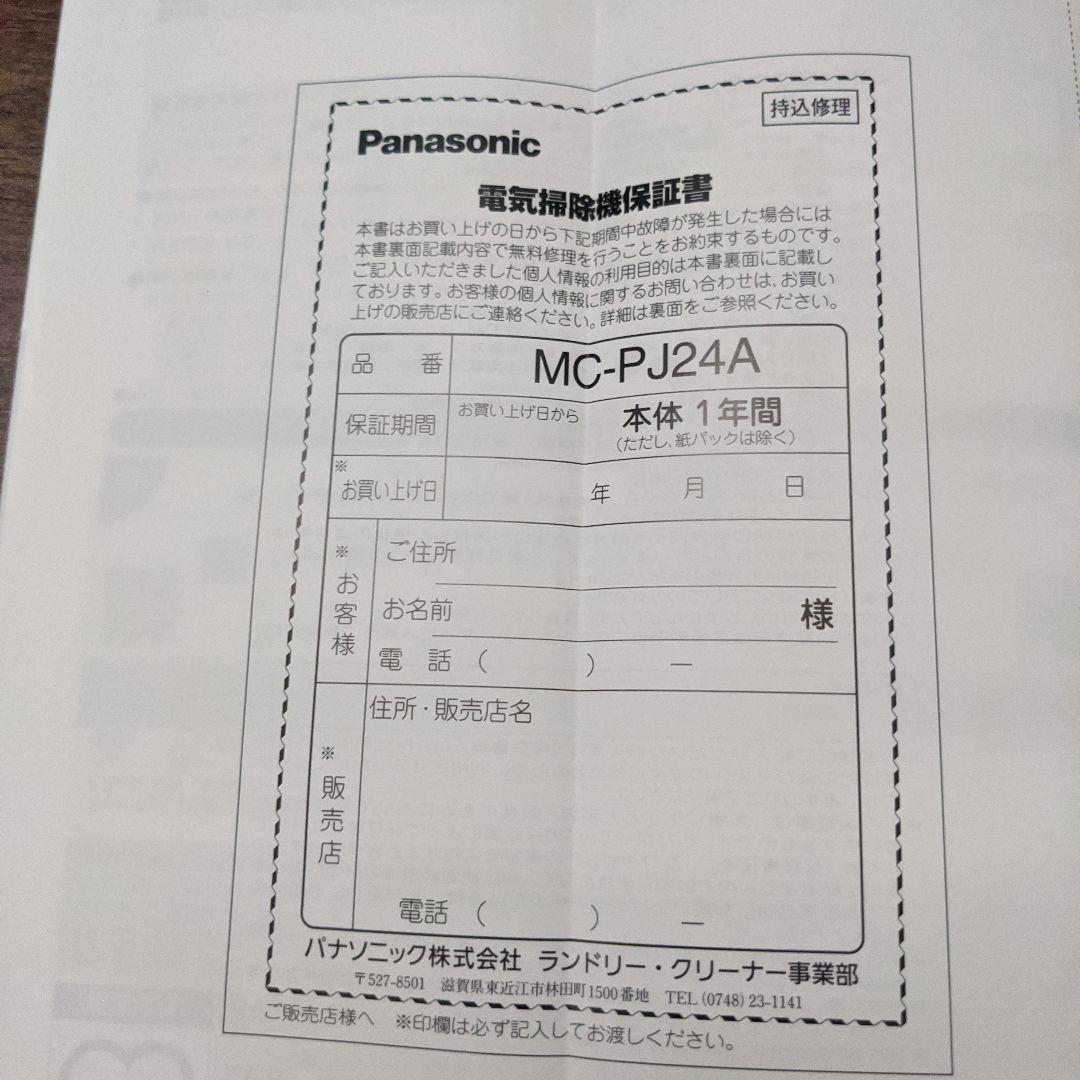 持込修理
Panasonic
電気掃除機保証書
本書はお買い上げの日から下記期間中故障が発生した場合には
本書裏面記載内容で無料修理を行うことをお約束するものです。
ご記入いただきました個人情報の利用目的は本書裏面に記載し
ております。お客様の個人情報に関するお問い合わせは、お買い
上げの販売店にご連絡ください。詳細は裏面をご参照ください。
品 番 MC-PJ24A
保証期間 お買い上げ日から 本体 1年間
(ただし、紙パックは除く)
※
お買い上げ日 年 月 日
※お客様
ご住所
お名前 様
電 話 ( ) ―
※販売店
住所・販売店名
電話 ( ) ―
パナソニック株式会社 ランドリー・クリーナー事業部
〒527-8501 滋賀県東近江市林田町1500番地 TEL (0748) 23-1141
ご販売店様へ ※印欄は必ず記入してお渡しください。